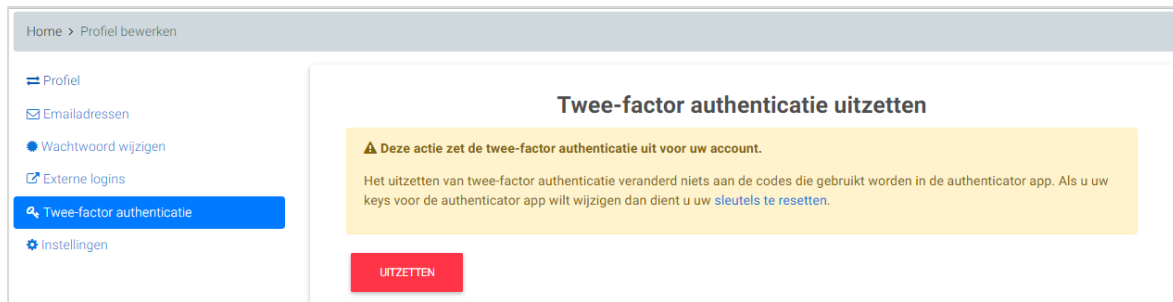 Home > Profiel bewerken
Profiel
Emailadressen
Wachtwoord wijzigen
Externe logins
Twee-factor authenticatie
Instellingen
Twee-factor authenticatie uitzetten
Deze actie zet de twee-factor authenticatie uit voor uw account.
Het uitzetten van twee-factor authenticatie veranderd niets aan de codes die gebruikt worden in de authenticator app. Als u uw
keys voor de authenticator app wilt wijzigen dan dient u uw sleutels te resetten.
UITZETTEN